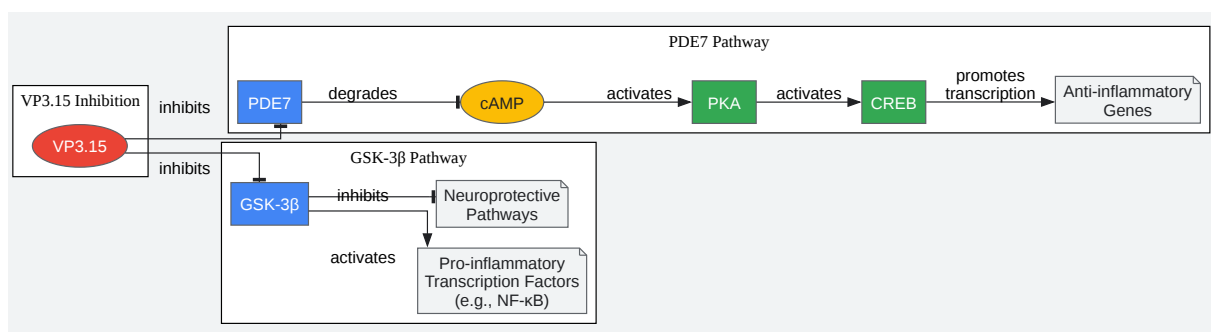 PDE7 Pathway
VP3.15 Inhibition
VP3.15
inhibits
inhibits
PDE7
degrades
cAMP
activates
PKA
activates
CREB
promotes
transcription
Anti-inflammatory
Genes
GSK-3β Pathway
GSK-3β
inhibits
Neuroprotective
Pathways
activates
Pro-inflammatory
Transcription Factors
(e.g., NF-κB)